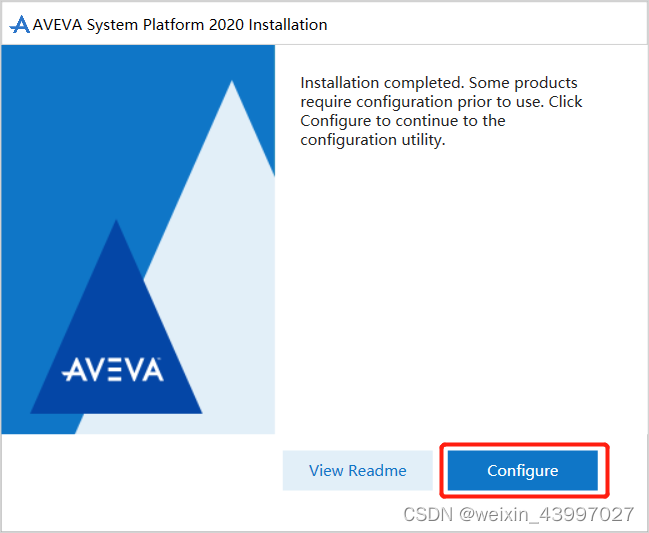 AVEVA System Platform 2020 Installation
Installation completed. Some products
require configuration prior to use. Click
Configure to continue to the
configuration utility.
AVEVA
View Readme
Configure
CSDN @weixin_43997027